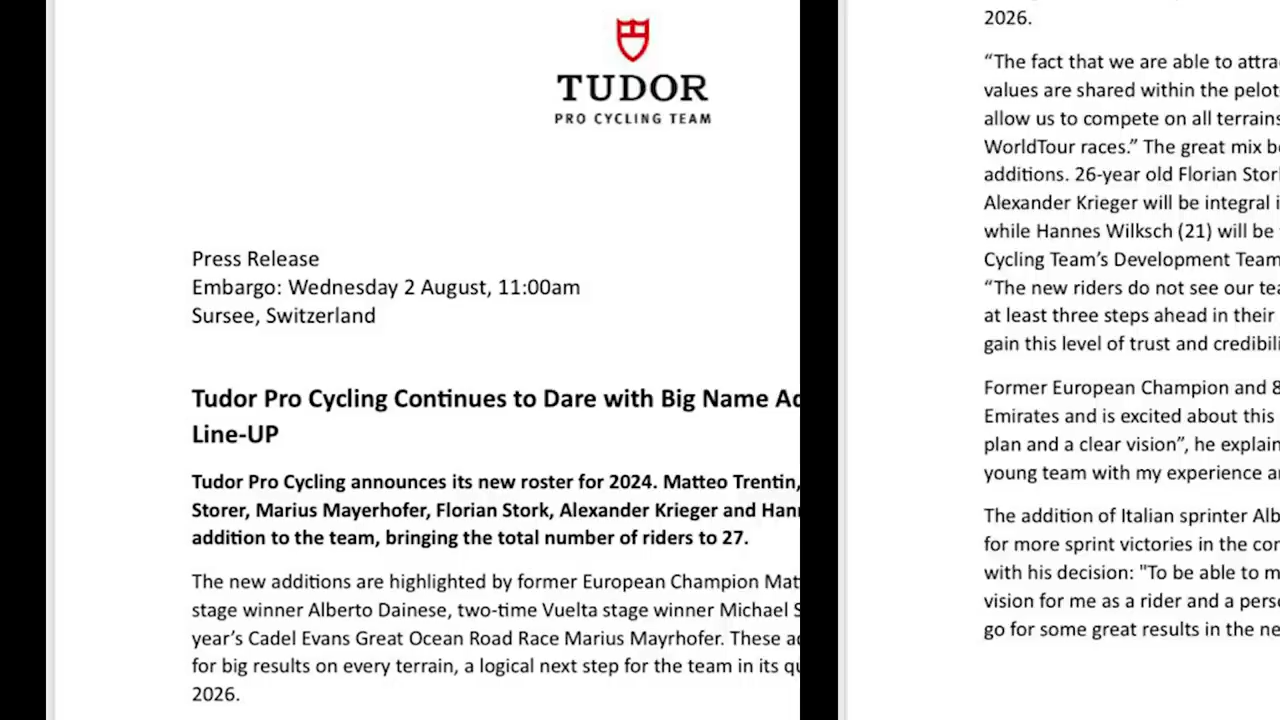 TUDOR
PRO CYCLING TEAM
Press Release
Embargo: Wednesday 2 August, 11:00am
Sursee, Switzerland
Tudor Pro Cycling Continues to Dare with Big Name
Line-UP
Tudor Pro Cycling announces its new roster for 2024. Matteo Trentin,
Storer, Marius Mayerhofer, Florian Stork, Alexander Krieger and
addition to the team, bringing the total number of riders to 27.
The new additions are highlighted by former European Champion
stage winner Alberto Dainese, two-time Vuelta stage winner Michael
year’s Cadel Evans Great Ocean Road Race Marius Mayrhofer. These
for big results on every terrain, a logical next step for the team in its
2026.
2026.
“The fact that we are able to
values are shared within the
allow us to compete on all terrains
WorldTour races.” The great mix
additions. 26-year old Florian
Alexander Krieger will be integral
while Hannes Wilksch (21) will be
Cycling Team’s Development Team
“The new riders do not see our
at least three steps ahead in their
gain this level of trust and
Former European Champion and
Emirates and is excited about this
plan and a clear vision”, he
young team with my experience
The addition of Italian sprinter
for more sprint victories in the
with his decision: "To be able to
vision for me as a rider and a
go for some great results in the